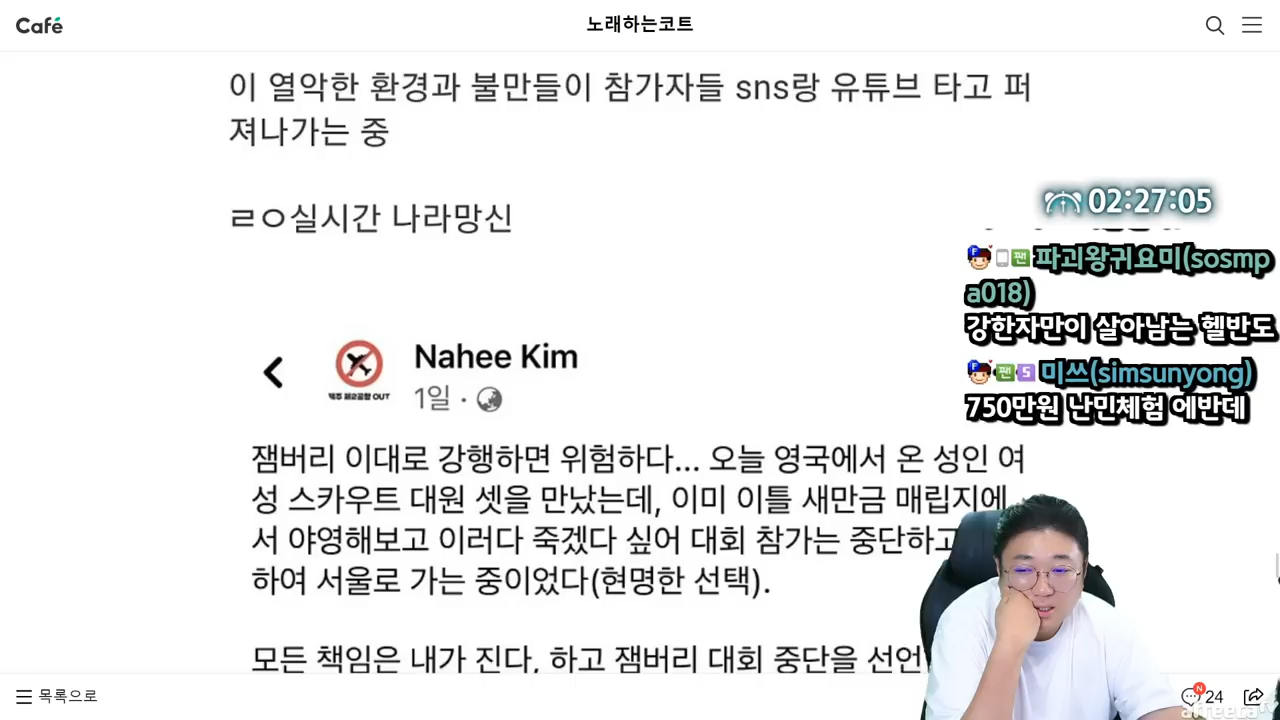 Café
노래하는코트
이 열악한 환경과 불만들이 참가자들 sns랑 유튜브 타고 퍼
져나가는 중
ㄹㅇ실시간 나라망신
02:27:05
파괴왕귀요미(sosmp
a018)
강한자만이 살아남는 헬반도
미쓰(simsunyong)
750만원 난민체험 에반데
Nahee Kim
제주 제2공항 OUT
1일 ·
잼버리 이대로 강행하면 위험하다... 오늘 영국에서 온 성인 여
성 스카우트 대원 셋을 만났는데, 이미 이틀 새만금 매립지에
서 야영해보고 이러다 죽겠다 싶어 대회 참가는 중단하고
하여 서울로 가는 중이었다(현명한 선택).
모든 책임은 내가 진다, 하고 잼버리 대회 중단을 선언
목록으로
N
24
afreecaTV